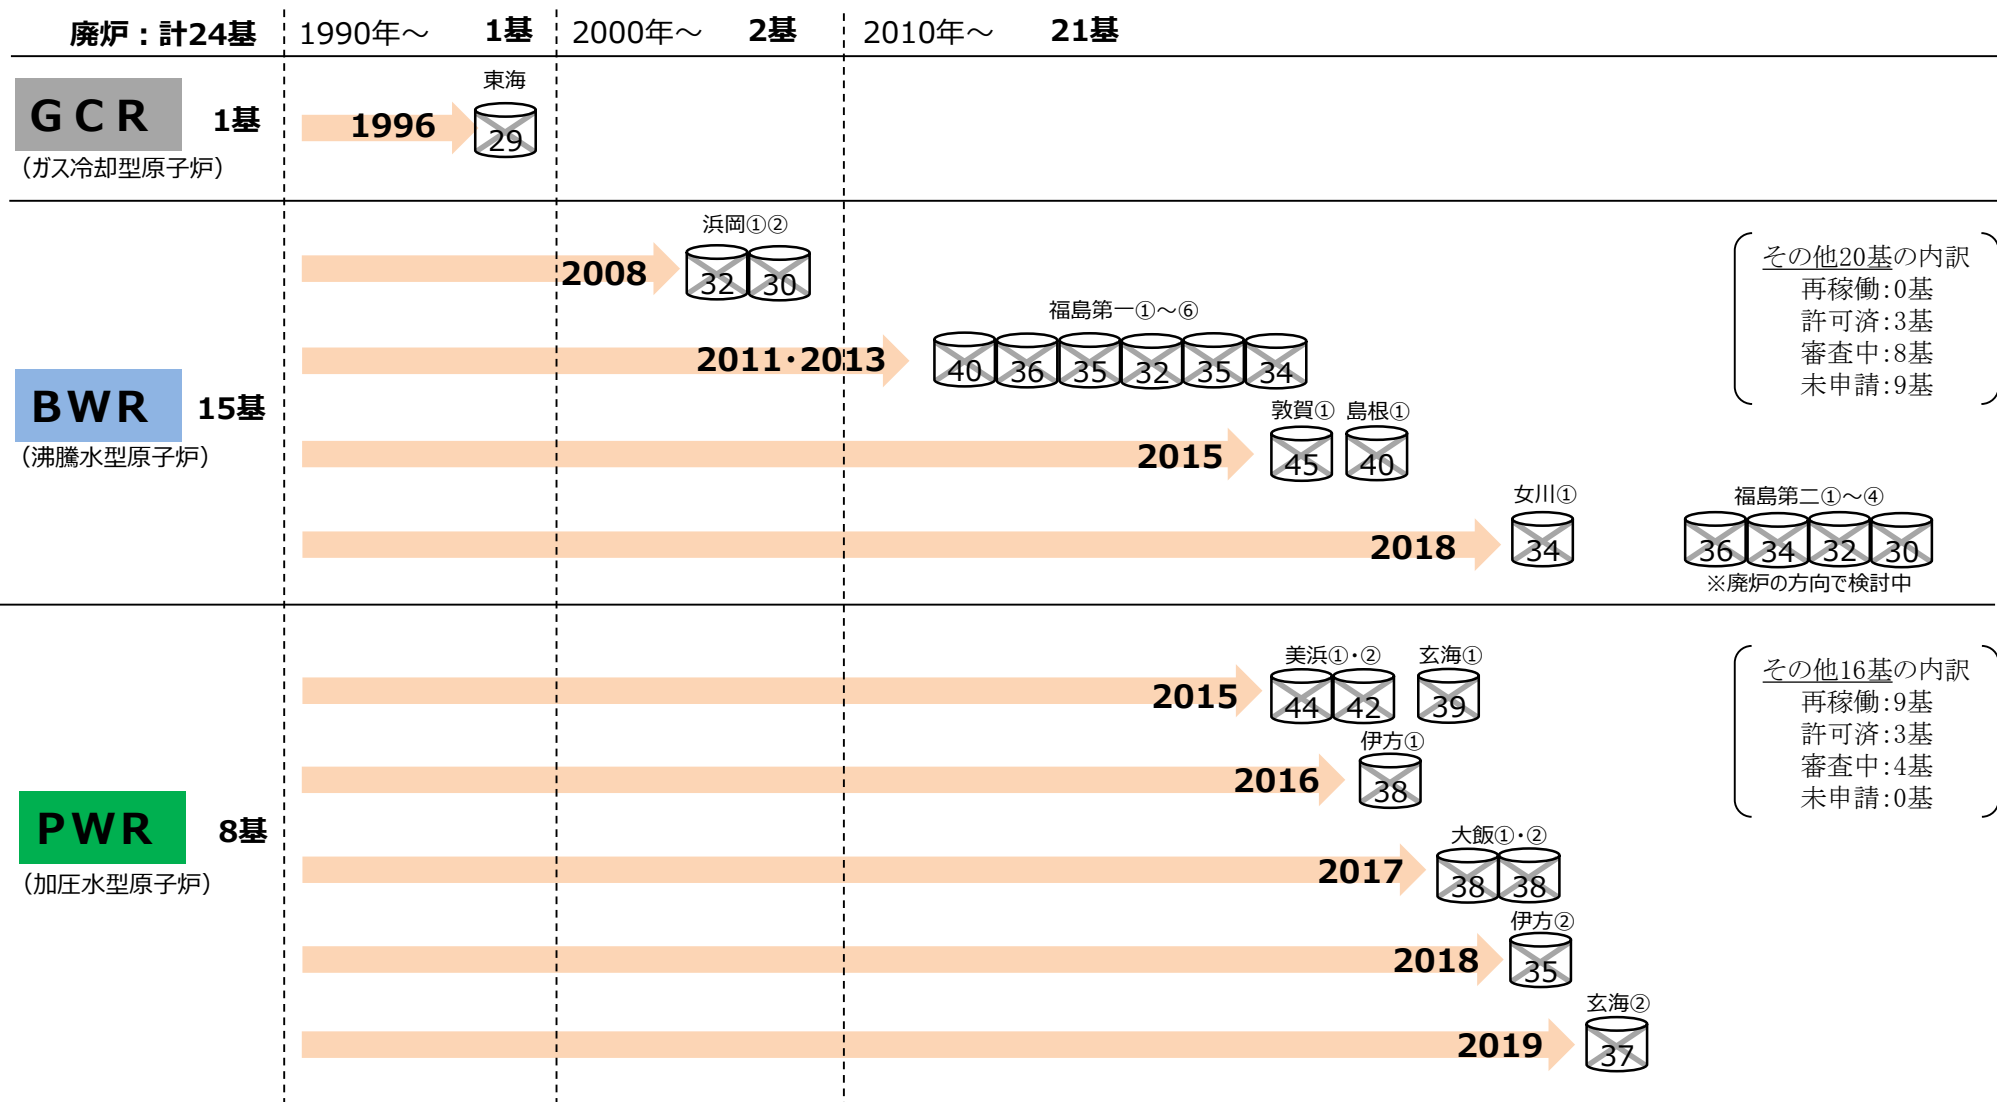 廃炉：計24基 1990年～ 1基 2000年～ 2基 2010年～ 21基
GCR 1基
（ガス冷却型原子炉）
1996
東海
29
BWR 15基
（沸騰水型原子炉）
2008
浜岡①②
32 30
2011・2013
福島第一①～⑥
40 36 35 32 35 34
2015
敦賀① 島根①
45 40
2018
女川①
34
福島第二①～④
36 34 32 30
※廃炉の方向で検討中
その他20基の内訳
再稼働:0基
許可済:3基
審査中:8基
未申請:9基
PWR 8基
（加圧水型原子炉）
2015
美浜①・② 玄海①
44 42 39
2016
伊方①
38
2017
大飯①・②
38 38
2018
伊方②
35
2019
玄海②
37
その他16基の内訳
再稼働:9基
許可済:3基
審査中:4基
未申請:0基